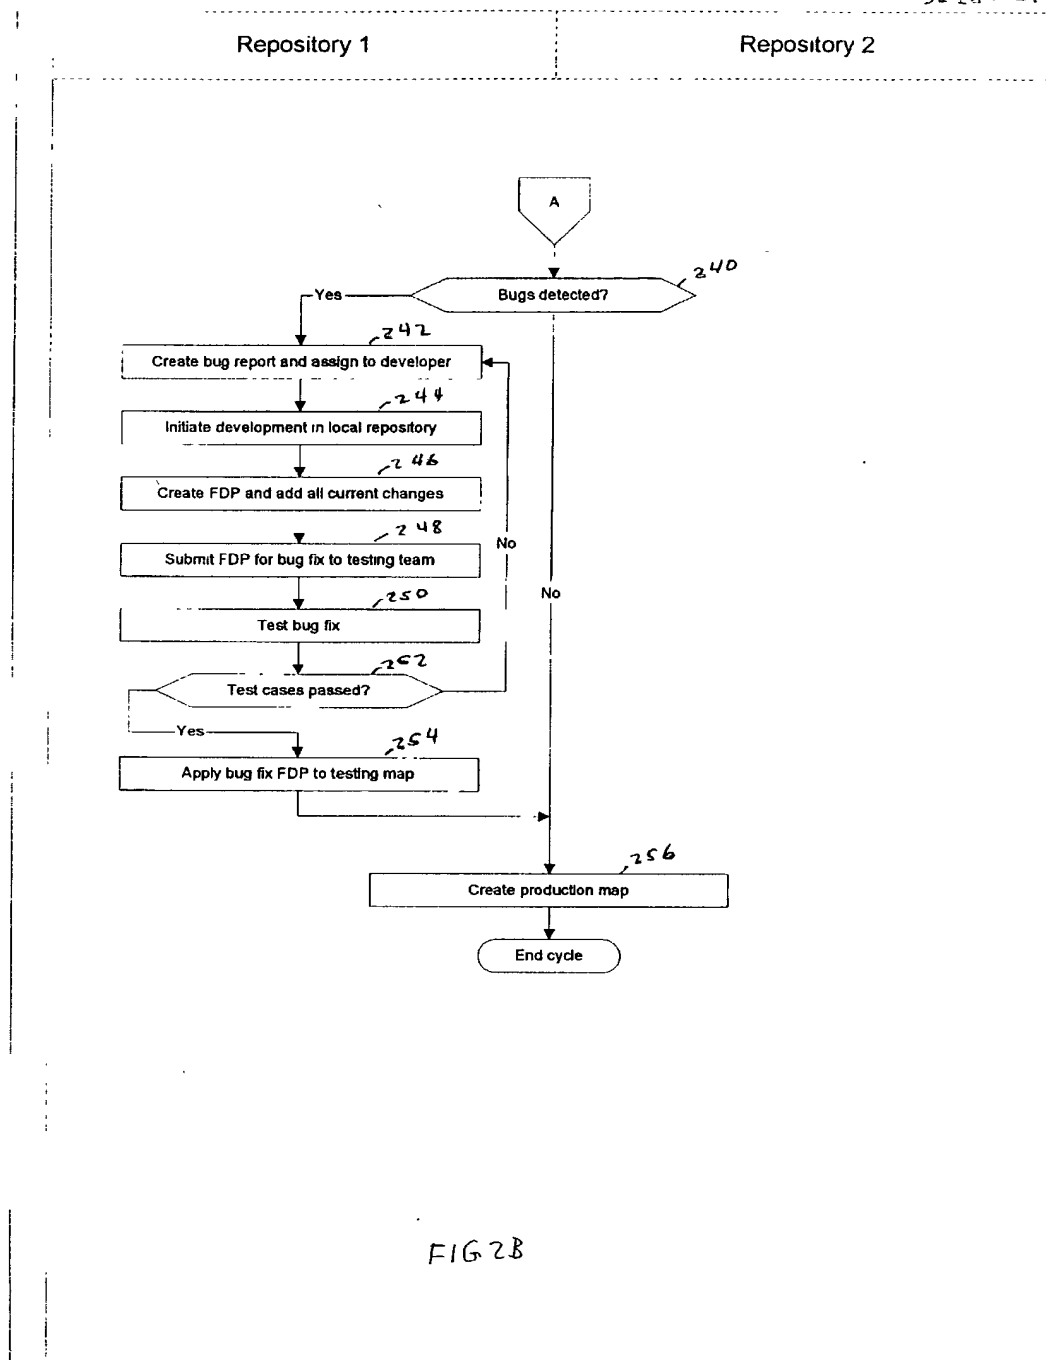 Repository 1
Repository 2
A
240
Bugs detected?
Yes
242
Create bug report and assign to developer
244
Initiate development in local repository
246
Create FDP and add all current changes
248
Submit FDP for bug fix to testing team
No
No
250
Test bug fix
252
Test cases passed?
Yes
254
Apply bug fix FDP to testing map
256
Create production map
End cycle
FIG 2B